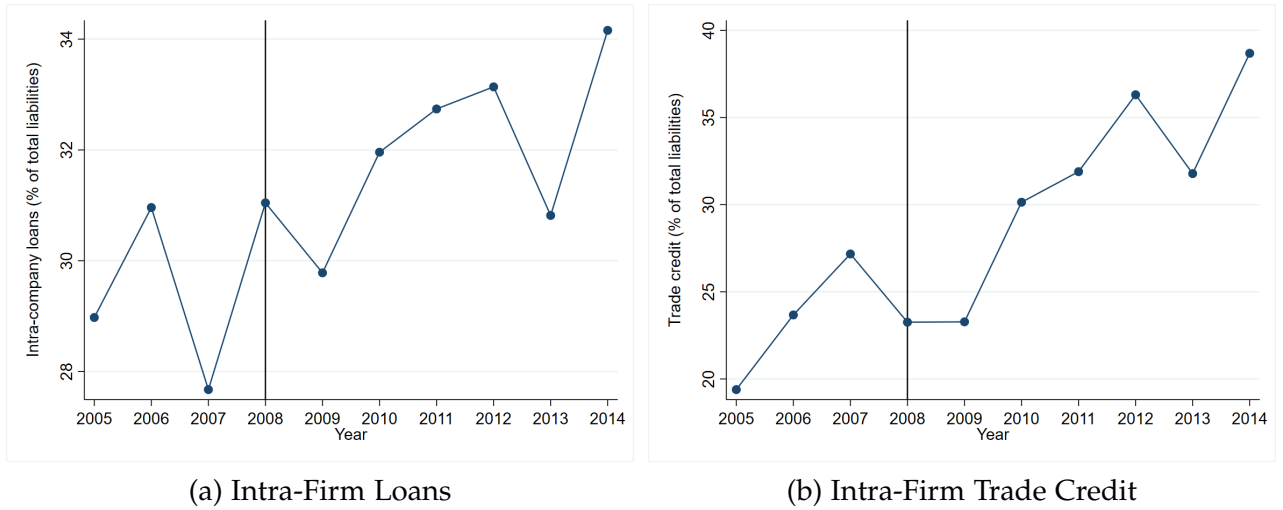 Intra-company loans (% of total liabilities)
34
32
30
28
2005 2006 2007 2008 2009 2010 2011 2012 2013 2014
Year
(a) Intra-Firm Loans
Trade credit (% of total liabilities)
40
35
30
25
20
2005 2006 2007 2008 2009 2010 2011 2012 2013 2014
Year
(b) Intra-Firm Trade Credit